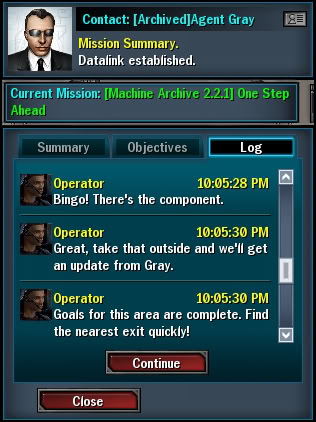 Contact: [Archived]Agent Gray
Mission Summary.
Datalink established.
Current Mission: [Machine Archive 2.2.1] One Step
Ahead
Summary
Objectives
Log
Operator 10:05:28 PM
Bingo! There's the component.
Operator 10:05:30 PM
Great, take that outside and we'll get
an update from Gray.
Operator 10:05:30 PM
Goals for this area are complete. Find
the nearest exit quickly!
Continue
Close